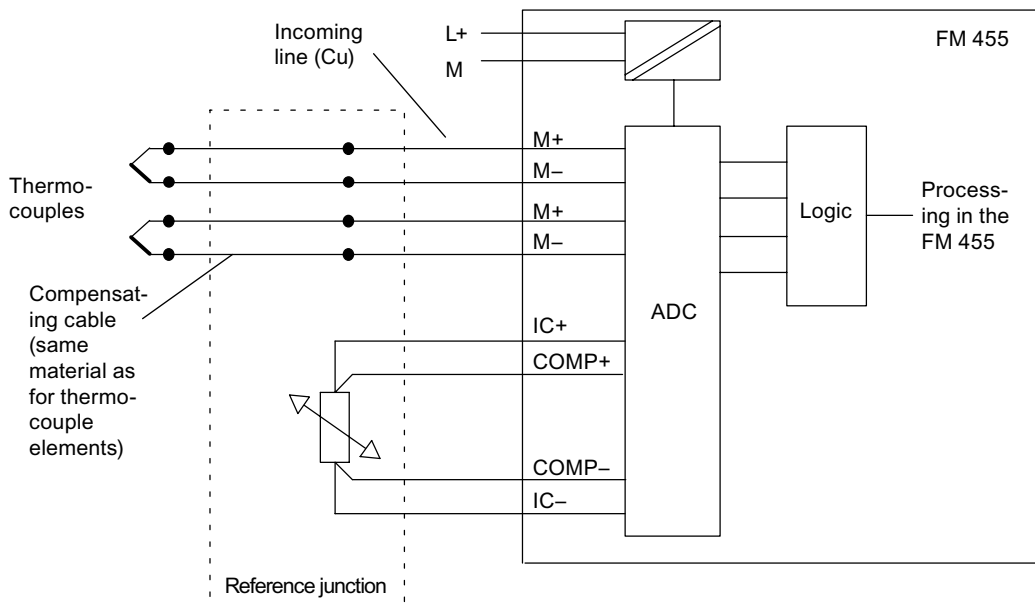 Incoming
line (Cu)
L+
M
FM 455
Thermo-
couples
M+
M–
M+
M–
Logic
Process-
ing in the
FM 455
Compensat-
ing cable
(same
material as
for thermo-
couple
elements)
ADC
IC+
COMP+
COMP–
IC–
Reference junction